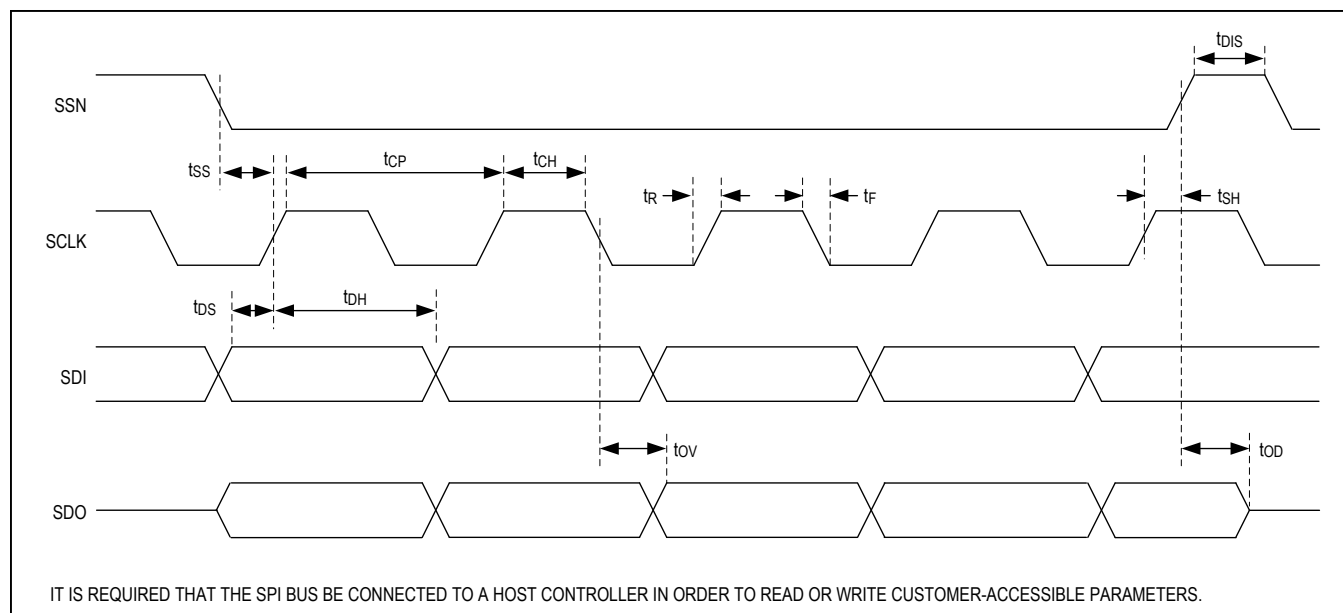 tDIS
SSN
tSS
tCP
tCH
tR
tF
tSH
SCLK
tDS
tDH
SDI
tOV
tOD
SDO
IT IS REQUIRED THAT THE SPI BUS BE CONNECTED TO A HOST CONTROLLER IN ORDER TO READ OR WRITE CUSTOMER-ACCESSIBLE PARAMETERS.